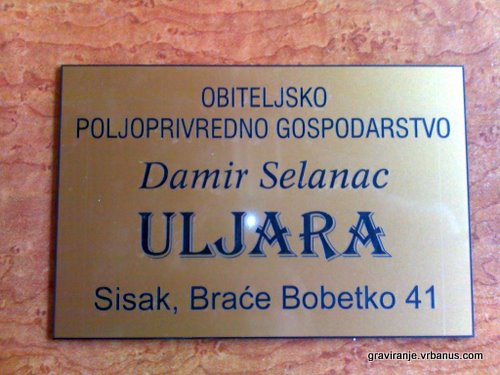 OBITELJSKO
POLJOPRIVREDNO GOSPODARSTVO
Damir Selanac
ULJARA
Sisak, Braće Bobetko 41
graviranje.vrbanus.com